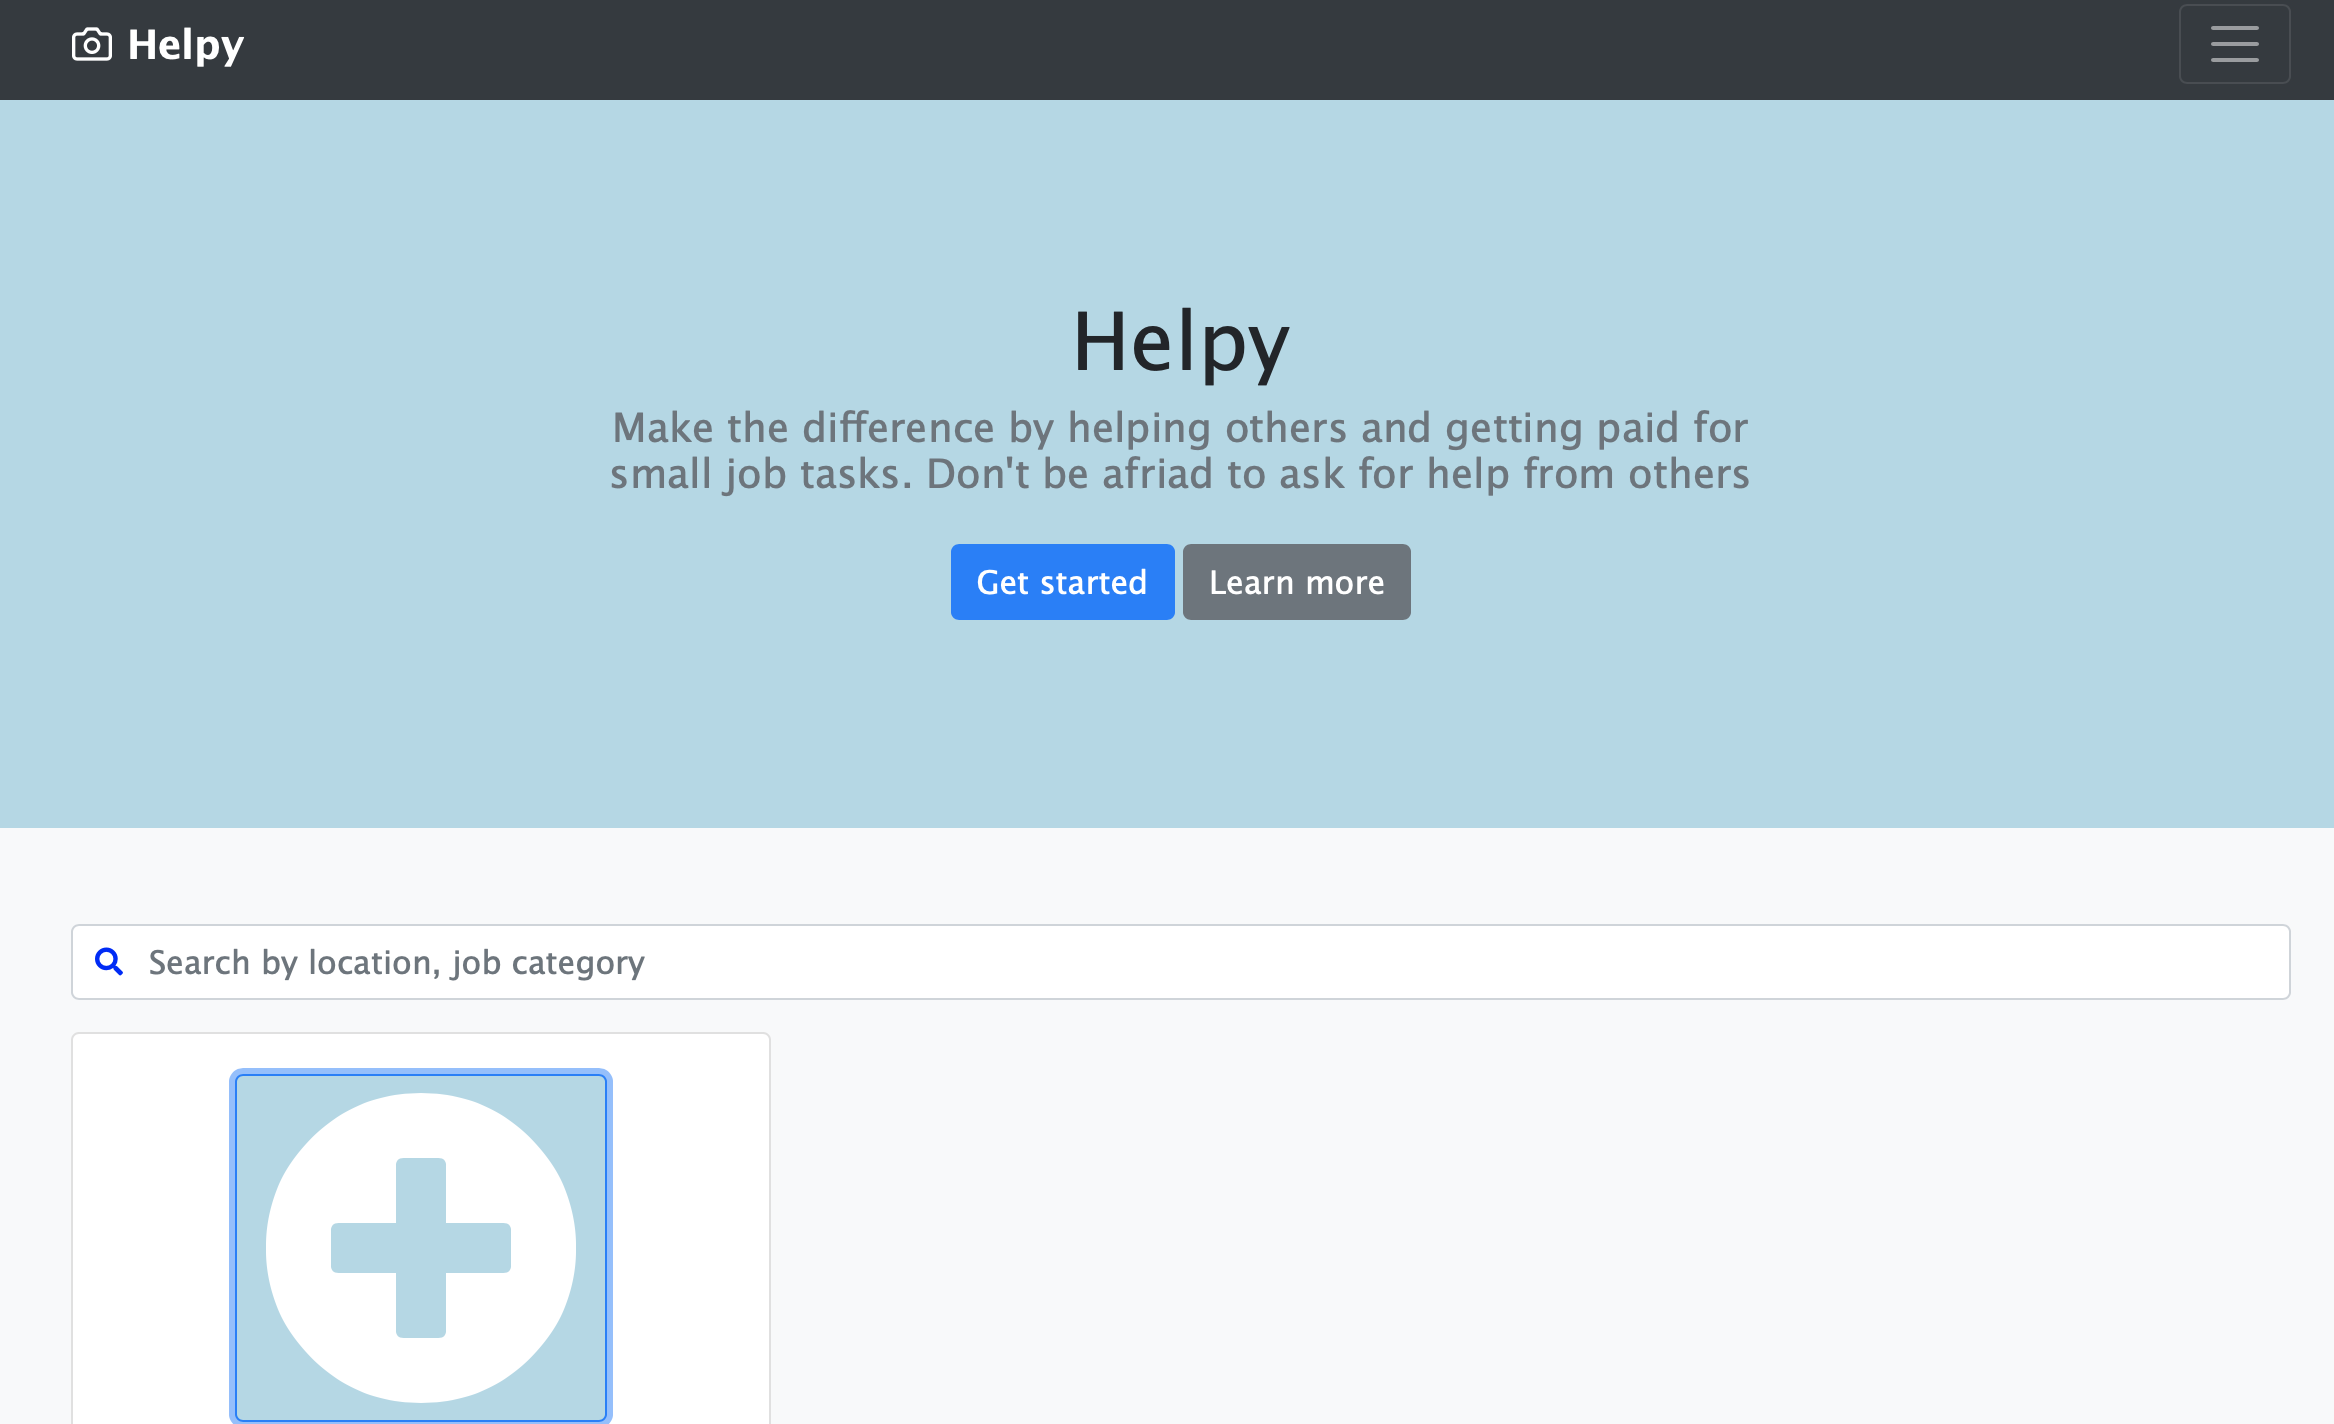 Helpy
Helpy
Make the difference by helping others and getting paid for
small job tasks. Don't be afriad to ask for help from others
Get started Learn more
Search by location, job category